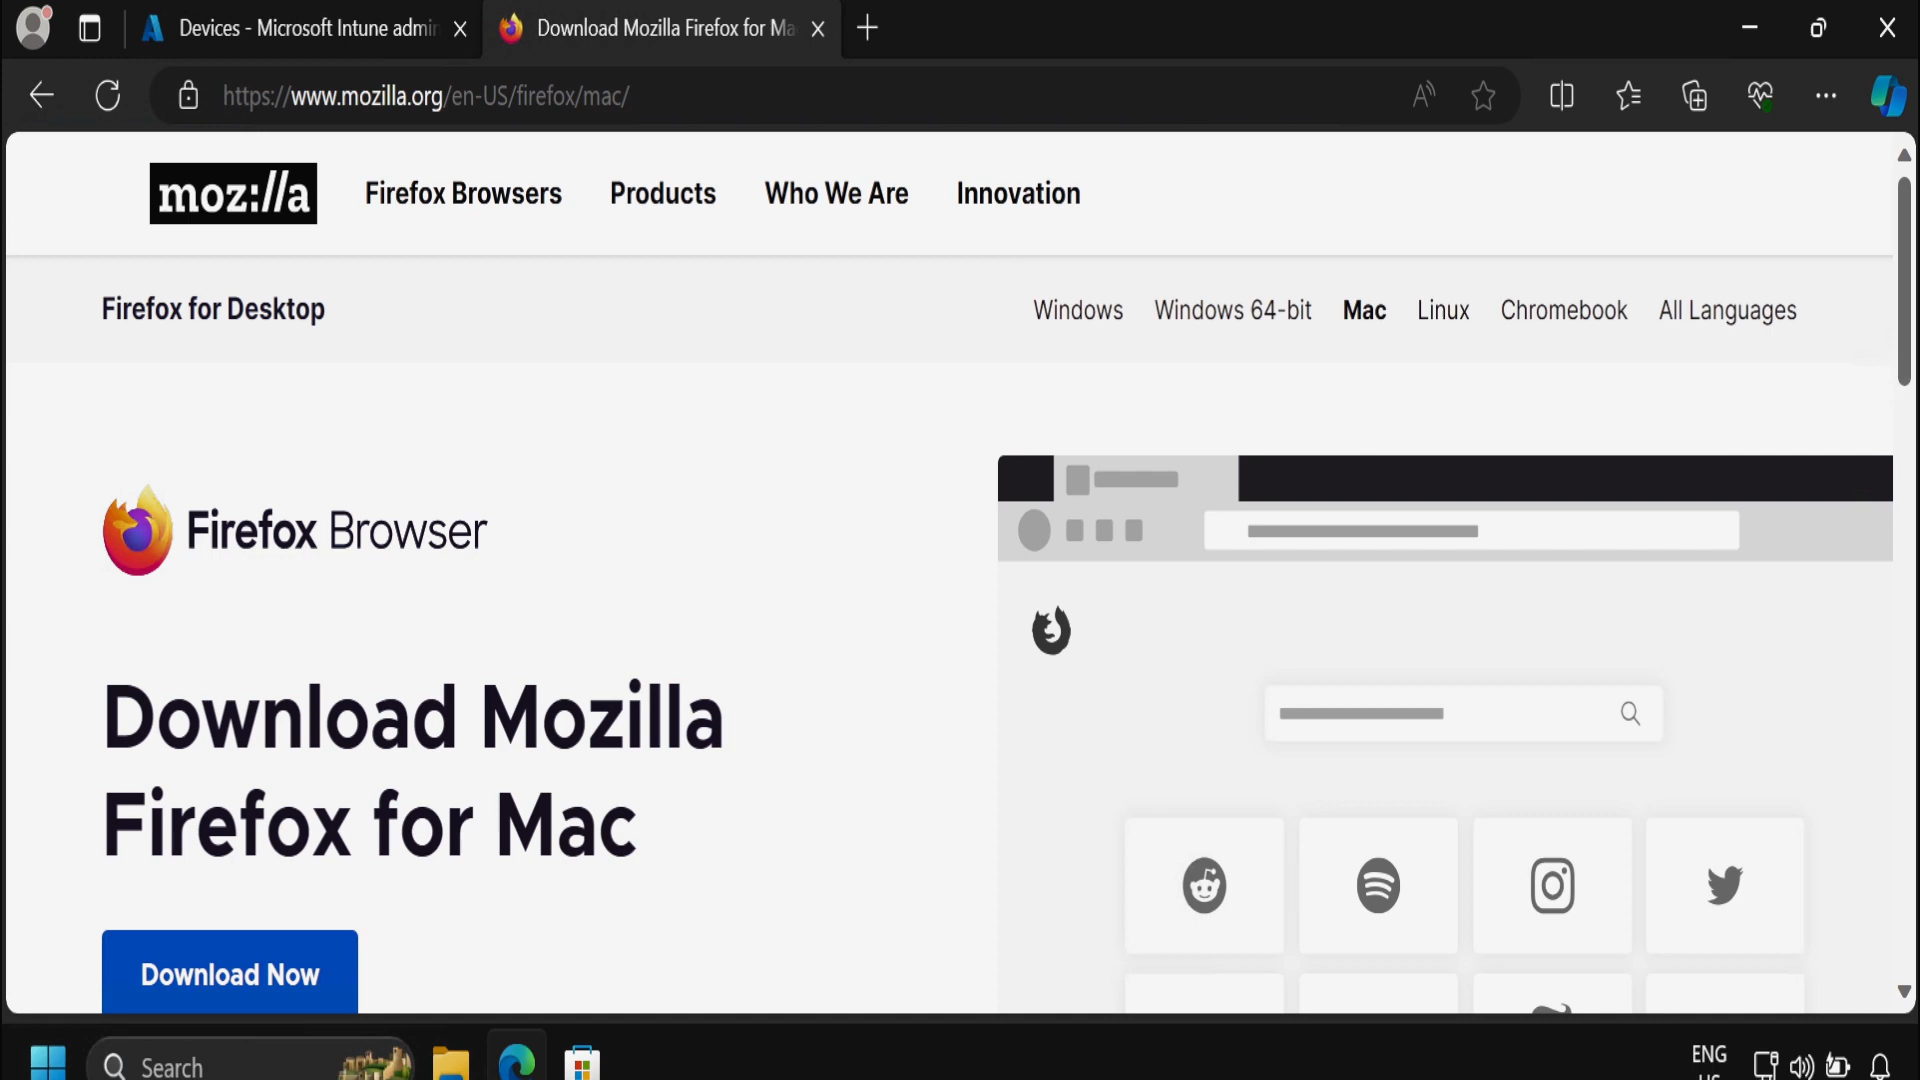 Devices - Microsoft Intune admin
Download Mozilla Firefox for Ma
https://www.mozilla.org/en-US/firefox/mac/
moz://a
Firefox Browsers
Products
Who We Are
Innovation
Firefox for Desktop
Windows
Windows 64-bit
Mac
Linux
Chromebook
All Languages
Firefox Browser
Download Mozilla
Firefox for Mac
Download Now
Search
ENG